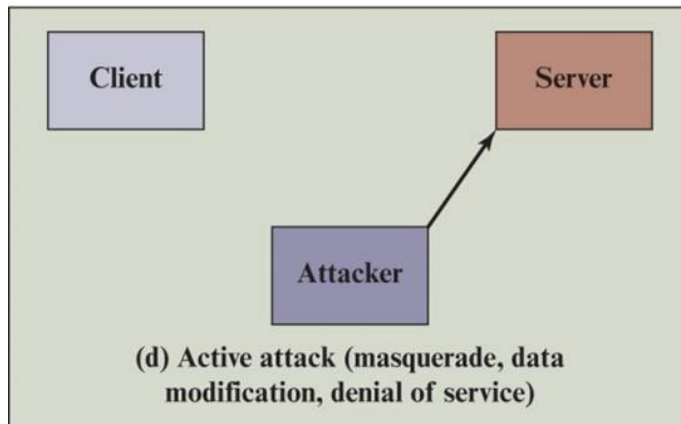 Client
Server
Attacker
(d) Active attack (masquerade, data
modification, denial of service)